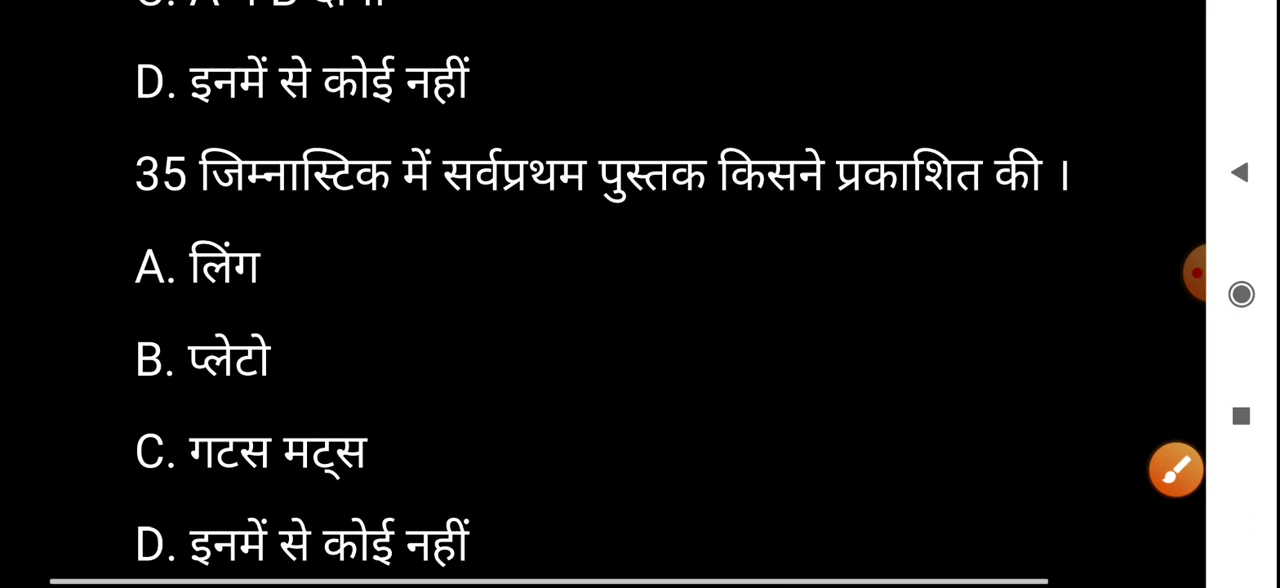 D. इनमें से कोई नहीं
35 जिम्नास्टिक में सर्वप्रथम पुस्तक किसने प्रकाशित की ।
A. लिंग
B. प्लेटो
C. गटस मट्स
D. इनमें से कोई नहीं